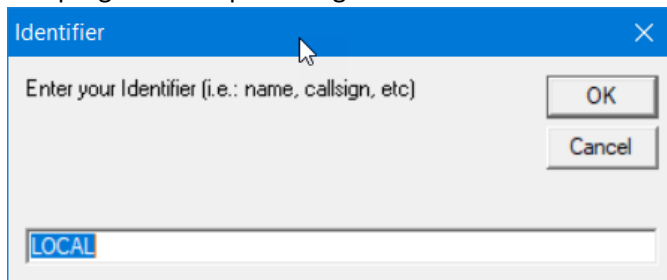 Identifier
Enter your Identifier (i.e.: name, callsign, etc)
OK
Cancel
LOCAL